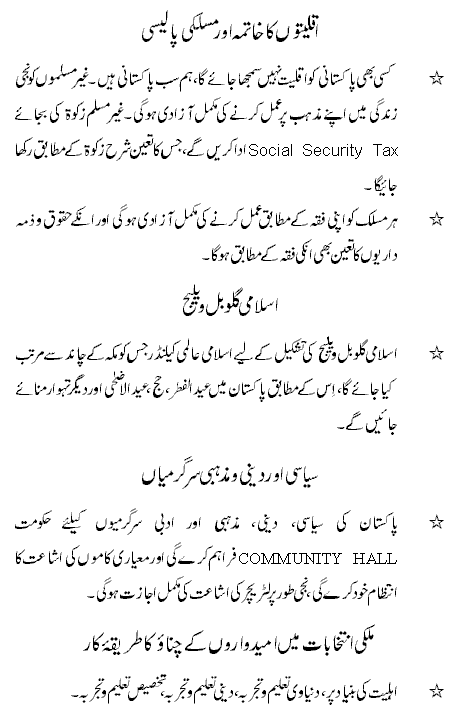 اقلیتوں کا خاتمہ اور مسلکی پالیسی
☆ کسی بھی پاکستانی کو اقلیت نہیں سمجھا جائے گا، ہم سب پاکستانی ہیں۔ غیر مسلموں کو نجی
زندگی میں اپنے مذہب پر عمل کرنے کی مکمل آزادی ہوگی۔ غیر مسلم زکوۃ کی بجائے
Social Security Tax ادا کریں گے، جس کا تعین شرح زکوۃ کے مطابق رکھا
جائیگا۔
☆ ہر مسلک کو اپنی فقہ کے مطابق عمل کرنے کی مکمل آزادی ہوگی اور انکے حقوق و ذمہ
داریوں کا تعین بھی انکی فقہ کے مطابق ہوگا۔
اسلامی گلوبل ویلیج
☆ اسلامی گلوبل ویلیج کی تشکیل کے لیے اسلامی عالمی کیلنڈر جس کو مکہ کے چاند سے مرتب
کیا جائے گا، اِس کے مطابق پاکستان میں عید الفطر، حج، عید الاضحٰی اور دیگر تہوار منائے
جائیں گے۔
سیاسی اور دینی و مذہبی سرگرمیاں
☆ پاکستان کی سیاسی، دینی، مذہبی اور ادبی سرگرمیوں کیلئے حکومت
COMMUNITY HALL فراہم کرے گی اور معیاری کاموں کی اشاعت کا
انتظام خود کرے گی، نجی طور پر لٹریچر کی اشاعت کی مکمل اجازت ہوگی۔
ملکی انتخابات میں امیدواروں کے چناؤ کا طریقۂ کار
☆ اہلیت کی بنیاد پر، دنیاوی تعلیم و تجربہ، دینی تعلیم و تجربہ، تخصیص تعلیم و تجربہ۔